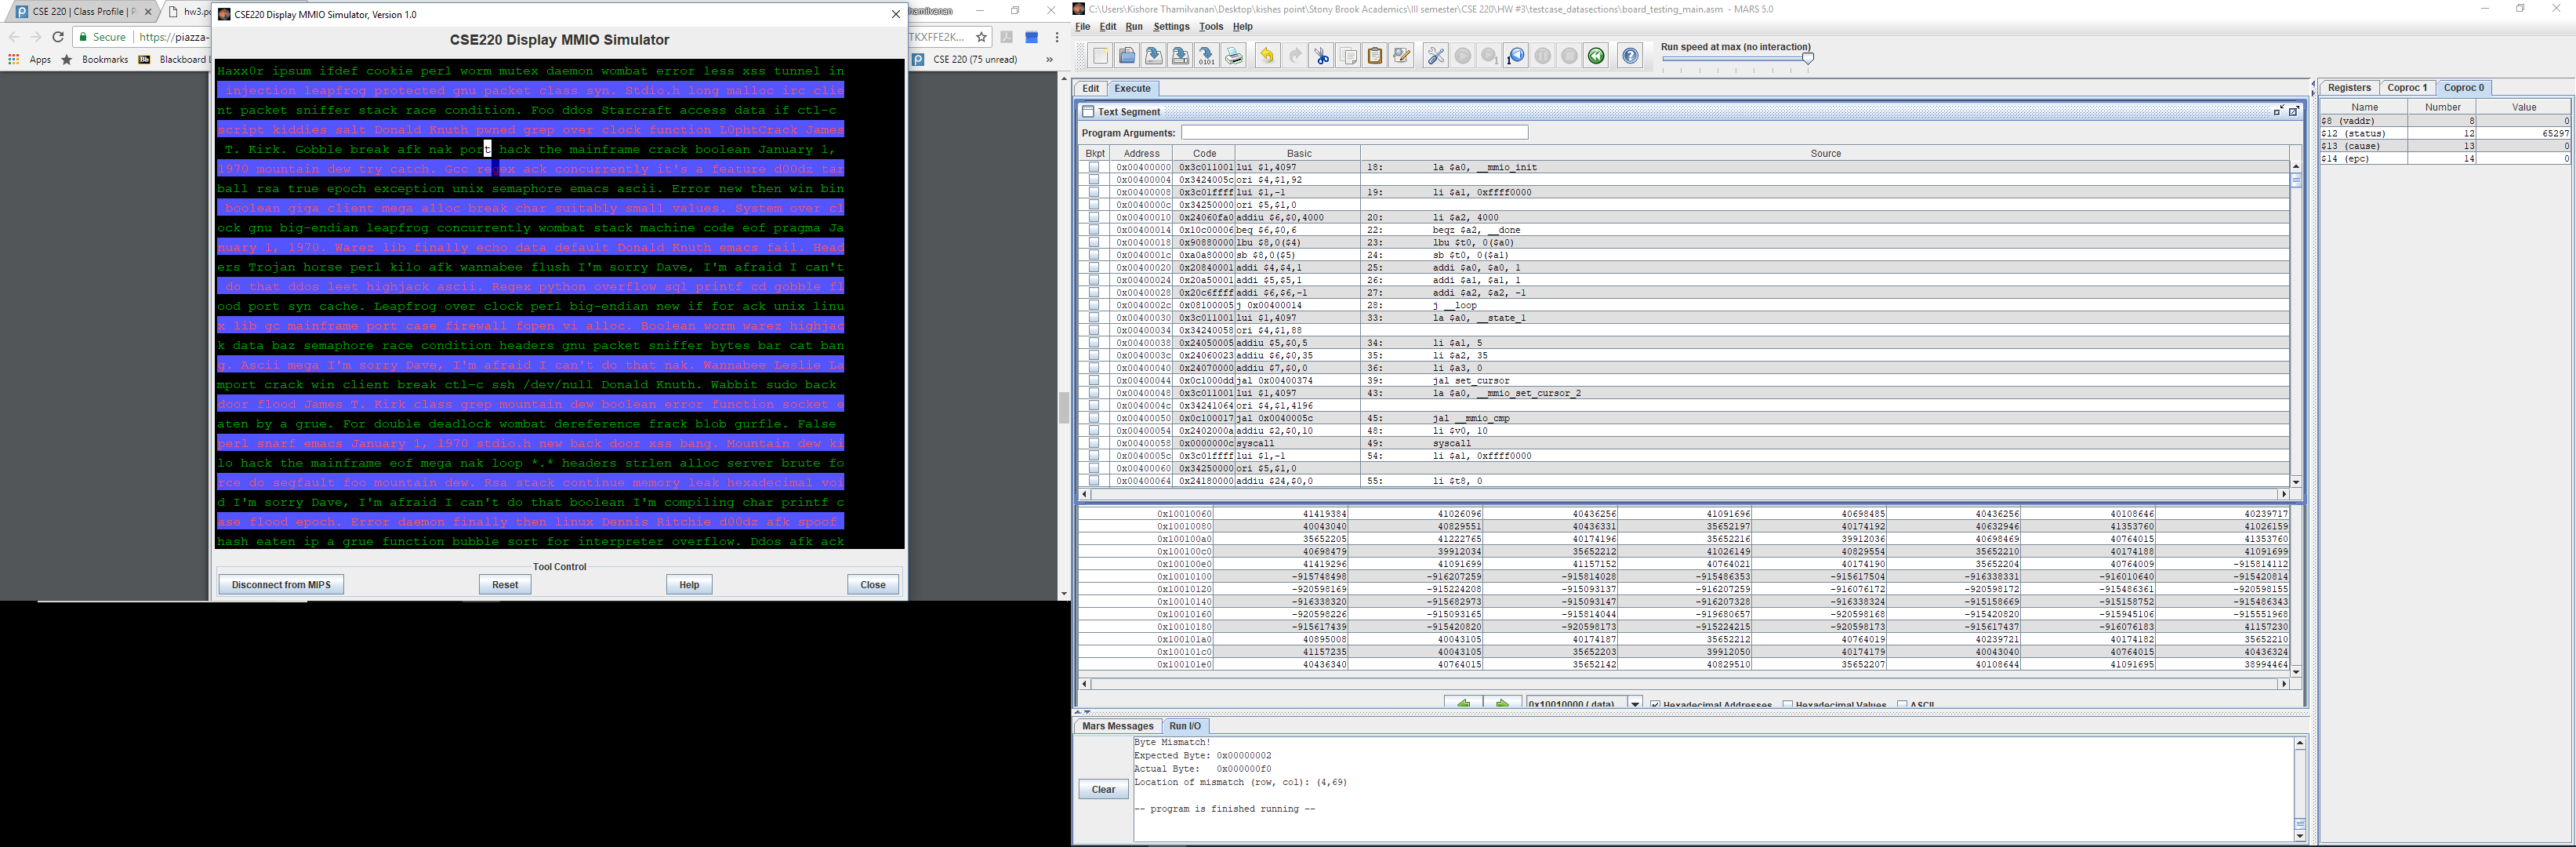 CSE 220 | Class Profile | P
hw3.p
Thamilvanan
Secure
https://piazza-
TKXFFE2K...
Apps
Bookmarks
Bb
Blackboard
CSE 220 (75 unread)
CSE220 Display MMIO Simulator, Version 1.0
CSE220 Display MMIO Simulator
Haxx0r ipsum ifdef cookie perl worm mutex daemon wombat error less xss tunnel in
injection leapfrog protected gnu packet class syn. Stdio.h long malloc irc clie
nt packet sniffer stack race condition. Foo ddos Starcraft access data if ctl-c
script kiddies salt Donald Knuth pwned grep over clock function L0phtCrack James
T. Kirk. Gobble break afk nak port hack the mainframe crack boolean January 1,
1970 mountain dew try catch. Gcc regex ack concurrently it's a feature d00dz tar
ball rsa true epoch exception unix semaphore emacs ascii. Error new then win bin
boolean giga client mega alloc break char suitably small values. System over cl
ock gnu big-endian leapfrog concurrently wombat stack machine code eof pragma Ja
nuary 1, 1970. Warez lib finally echo data default Donald Knuth emacs fail. Head
ers Trojan horse perl kilo afk wannabee flush I'm sorry Dave, I'm afraid I can't
do that ddos leet highjack ascii. Regex python overflow sql printf cd gobble fl
ood port syn cache. Leapfrog over clock perl big-endian new if for ack unix linu
x lib gc mainframe port case firewall fopen vi alloc. Boolean worm warez highjac
k data baz semaphore race condition headers gnu packet sniffer bytes bar cat ban
g. Ascii mega I'm sorry Dave, I'm afraid I can't do that nak. Wannabee Leslie La
mport crack win client break ctl-c ssh /dev/null Donald Knuth. Wabbit sudo back
door flood James T. Kirk class grep mountain dew boolean error function socket e
aten by a grue. For double deadlock wombat dereference frack blob gurfle. False
perl snarf emacs January 1, 1970 stdio.h new back door xss bang. Mountain dew ki
lo hack the mainframe eof mega nak loop *.* headers strlen alloc server brute fo
rce do segfault foo mountain dew. Rsa stack continue memory leak hexadecimal voi
d I'm sorry Dave, I'm afraid I can't do that boolean I'm compiling char printf c
ase flood epoch. Error daemon finally then linux Dennis Ritchie d00dz afk spoof
hash eaten ip a grue function bubble sort for interpreter overflow. Ddos afk ack
Tool Control
Disconnect from MIPS
Reset
Help
Close
C:\Users\Kishore Thamilvanan\Desktop\kishes point\Stony Brook Academics\III semester\CSE 220\HW #3\testcase_datasections\board_testing_main.asm - MARS 5.0
File Edit Run Settings Tools Help
Run speed at max (no interaction)
Edit Execute
Text Segment
Program Arguments:
Bkpt Address Code Basic Source
0x00400000 0x3c011001 lui $1,4097 18: la $a0, __mmio_init
0x00400004 0x3424005c ori $4,$1,92
0x00400008 0x3c01ffff lui $1,-1 19: li $a1, 0xffff0000
0x0040000c 0x34250000 ori $5,$1,0
0x00400010 0x24060fa0 addiu $6,$0,4000 20: li $a2, 4000
0x00400014 0x10c00006 beq $6,$0,6 22: beqz $a2, __done
0x00400018 0x90880000 lbu $8,0($4) 23: lbu $t0, 0($a0)
0x0040001c 0xa0a80000 sb $8,0($5) 24: sb $t0, 0($a1)
0x00400020 0x20840001 addi $4,$4,1 25: addi $a0, $a0, 1
0x00400024 0x20a50001 addi $5,$5,1 26: addi $a1, $a1, 1
0x00400028 0x20c6ffff addi $6,$6,-1 27: addi $a2, $a2, -1
0x0040002c 0x08100005 j 0x00400014 28: j __loop
0x00400030 0x3c011001 lui $1,4097 33: la $a0, __state_1
0x00400034 0x34240058 ori $4,$1,88
0x00400038 0x24050005 addiu $5,$0,5 34: li $a1, 5
0x0040003c 0x24060023 addiu $6,$0,35 35: li $a2, 35
0x00400040 0x24070000 addiu $7,$0,0 36: li $a3, 0
0x00400044 0x0c1000dd jal 0x00400374 39: jal set_cursor
0x00400048 0x3c011001 lui $1,4097 43: la $a0, __mmio_set_cursor_2
0x0040004c 0x34241064 ori $4,$1,4196
0x00400050 0x0c100017 jal 0x0040005c 45: jal __mmio_cmp
0x00400054 0x2402000a addiu $2,$0,10 48: li $v0, 10
0x00400058 0x0000000c syscall 49: syscall
0x0040005c 0x3c01ffff lui $1,-1 54: li $a1, 0xffff0000
0x00400060 0x34250000 ori $5,$1,0
0x00400064 0x24180000 addiu $24,$0,0 55: li $t8, 0
0x10010060 41419384 41026096 40436256 41091696 40698485 40436256 40108646 40239717
0x10010080 40043040 40829551 40436331 35652197 40174192 40632946 41353760 41026159
0x100100a0 35652205 41222765 40174196 35652216 39912036 40698469 40764015 41353760
0x100100c0 40698479 39912034 35652212 41026149 40829554 35652210 40174188 41091699
0x100100e0 41419296 41091699 41157152 40764021 40174190 35652204 40764009 -915814112
0x10010100 -915748498 -916207259 -915814028 -915486353 -915617504 -916338331 -916010640 -915420814
0x10010120 -920598169 -915224208 -915093137 -916207259 -916076172 -920598172 -915486361 -920598155
0x10010140 -916338320 -915682973 -915093147 -916207328 -916338324 -915158669 -915158752 -915486343
0x10010160 -920598226 -915093165 -915814044 -919680657 -920598168 -915420820 -915945106 -915551968
0x10010180 -915617439 -915420820 -920598173 -915224215 -920598173 -915617437 -916076183 41157230
0x100101a0 40895008 40043105 40174187 35652212 40764019 40239721 40174182 35652210
0x100101c0 41157235 40043105 35652203 39912050 40174179 40043040 40764015 40436324
0x100101e0 40436340 40764015 35652142 40829510 35652207 40108644 41091695 38994464
0x10010000 (.data) Hexadecimal Addresses Hexadecimal Values ASCII
Mars Messages Run I/O
Byte Mismatch!
Expected Byte: 0x00000002
Actual Byte: 0x000000f0
Location of mismatch (row, col): (4,69)
-- program is finished running --
Clear
Registers Coproc 1 Coproc 0
Name Number Value
$8 (vaddr) 8 0
$12 (status) 12 65297
$13 (cause) 13 0
$14 (epc) 14 0